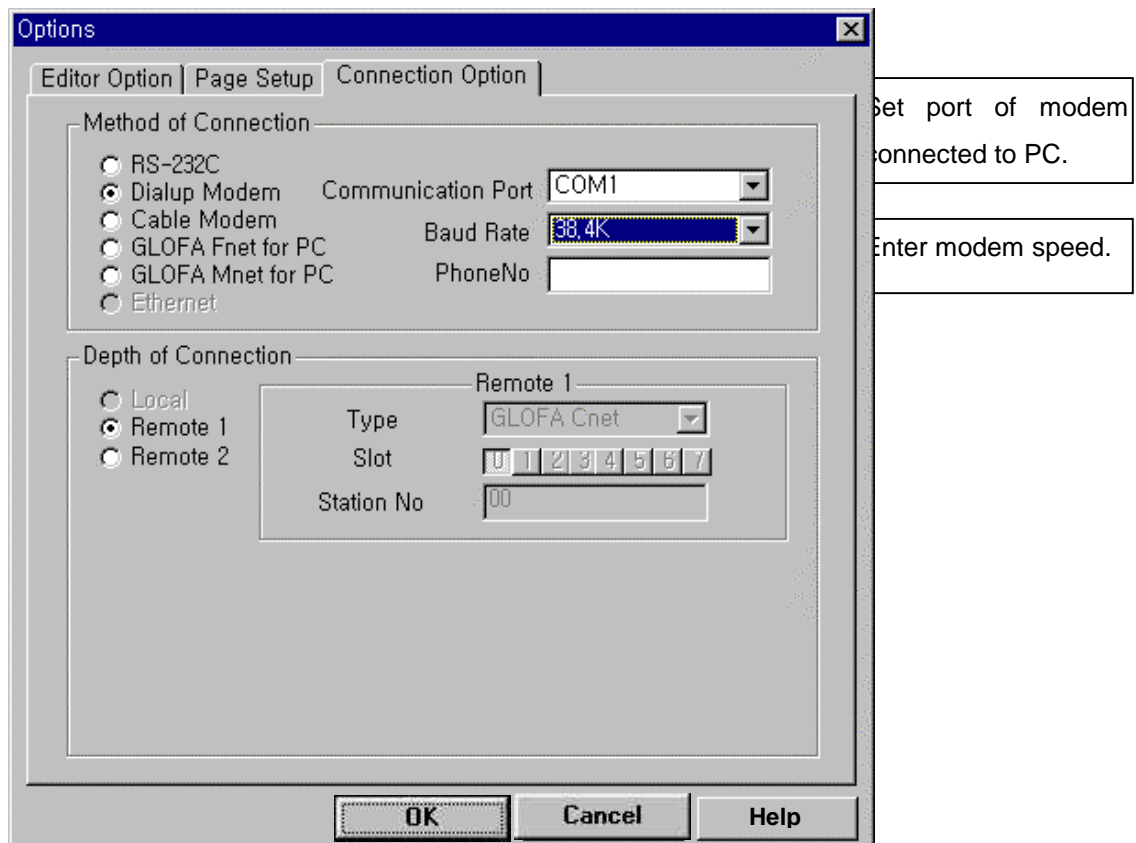 Options
Editor Option Page Setup Connection Option
Method of Connection
RS-232C
Dialup Modem
Cable Modem
GLOFA Fnet for PC
GLOFA Mnet for PC
Ethernet
Communication Port COM1
Baud Rate 38,4K
PhoneNo
Set port of modem
connected to PC.
Enter modem speed.
Depth of Connection
Local
Remote 1
Remote 2
Remote 1
Type GLOFA Cnet
Slot 0 1 2 3 4 5 6 7
Station No 00
OK Cancel Help